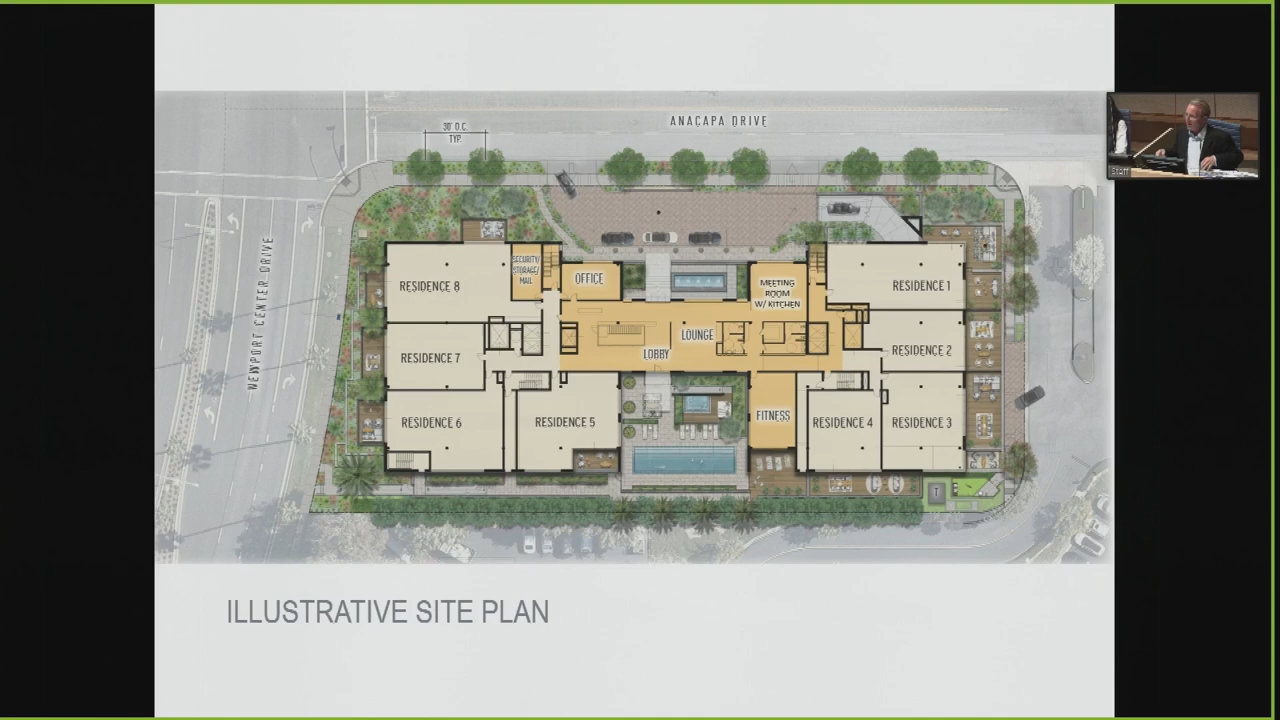 ANACAPA DRIVE
30' O.C.
TYP.
NEWPORT CENTER DRIVE
RESIDENCE 8
SECURITY/
STORAGE/
MAIL
OFFICE
MEETING
ROOM
W/ KITCHEN
RESIDENCE 1
LOUNGE
LOBBY
RESIDENCE 7
RESIDENCE 2
RESIDENCE 6
RESIDENCE 5
FITNESS
RESIDENCE 4
RESIDENCE 3
T
ILLUSTRATIVE SITE PLAN
Staff